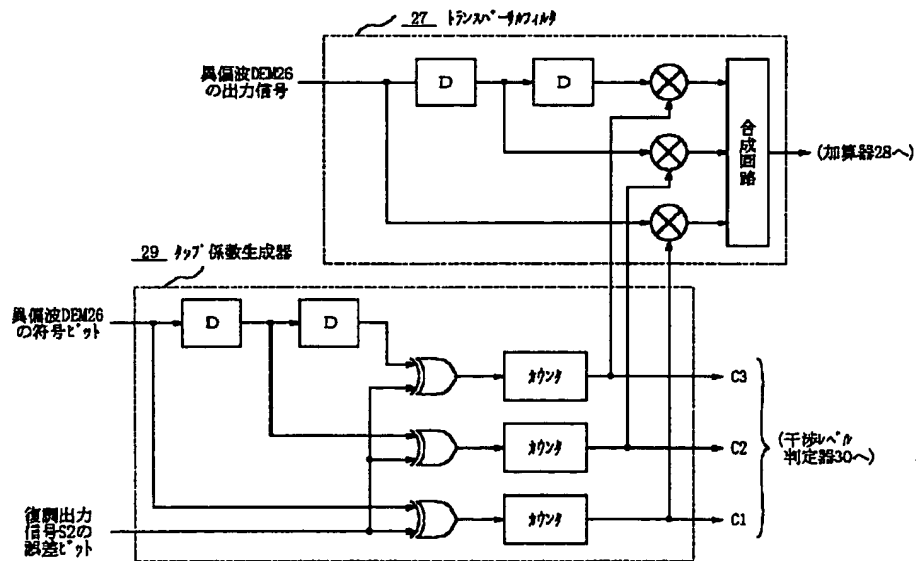 27 トランスバーサルフィルタ
異偏波DEM26
の出力信号
D
D
合成回路
(加算器28へ)
29 タップ係数生成器
異偏波DEM26
の符号ビット
D
D
カウンタ
C3
カウンタ
C2
(干渉レベル
判定器30へ)
カウンタ
C1
復調出力
信号S2の
誤差ビット